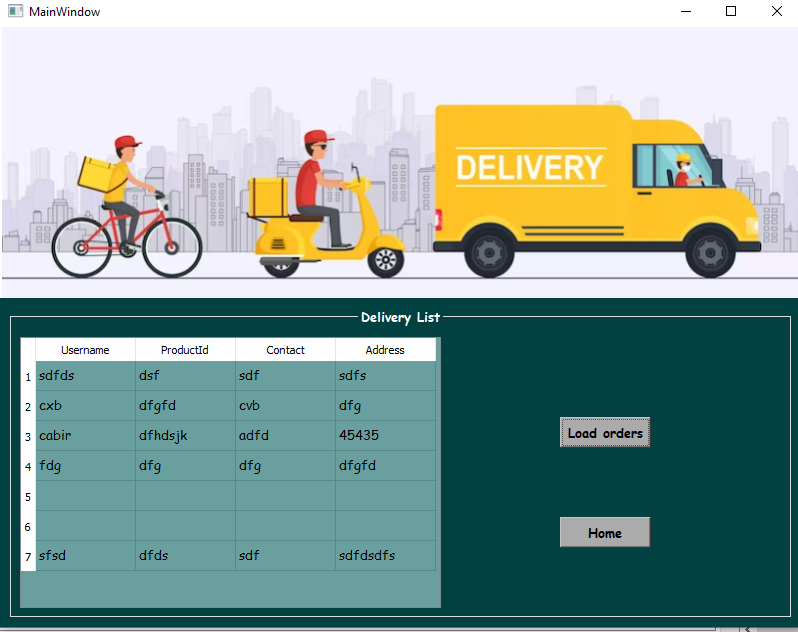 MainWindow
DELIVERY
Delivery List
Username ProductId Contact Address
1 sdfds dsf sdf sdfs
2 cxb dfgfd cvb dfg
3 cabir dfhdsjk adfd 45435
4 fdg dfg dfg dfgfd
5
6
7 sfsd dfds sdf sdfdsdfs
Load orders
Home